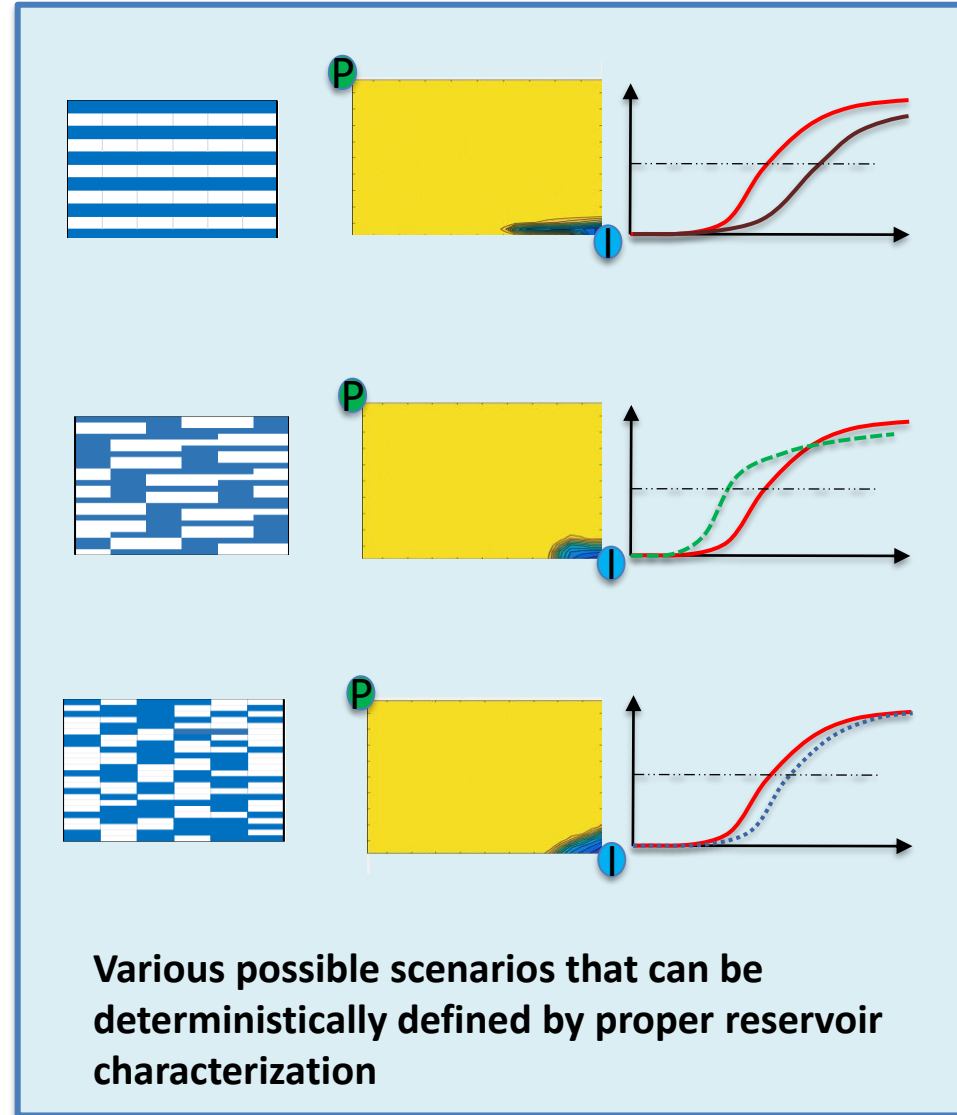 P
I
P
I
P
I
Various possible scenarios that can be
deterministically defined by proper reservoir
characterization